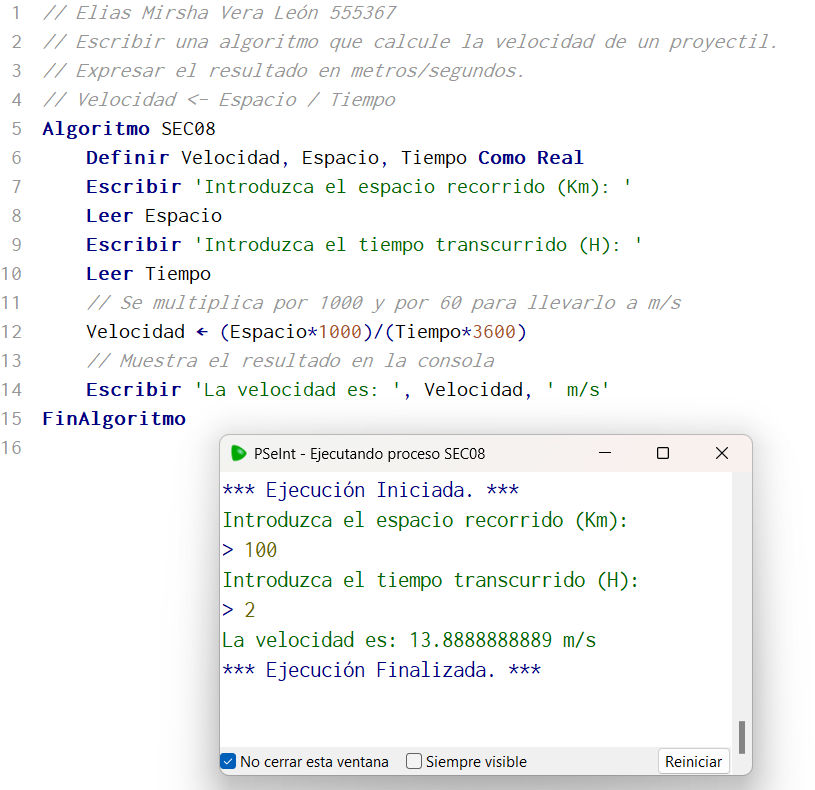 1 // Elias Mirsha Vera León 555367
2 // Escribir una algoritmo que calcule la velocidad de un proyectil.
3 // Expresar el resultado en metros/segundos.
4 // Velocidad <- Espacio / Tiempo
5 Algoritmo SEC08
6 Definir Velocidad, Espacio, Tiempo Como Real
7 Escribir 'Introduzca el espacio recorrido (Km): '
8 Leer Espacio
9 Escribir 'Introduzca el tiempo transcurrido (H): '
10 Leer Tiempo
11 // Se multiplica por 1000 y por 60 para llevarlo a m/s
12 Velocidad ← (Espacio*1000)/(Tiempo*3600)
13 // Muestra el resultado en la consola
14 Escribir 'La velocidad es: ', Velocidad, ' m/s'
15 FinAlgoritmo
16
PSeInt - Ejecutando proceso SEC08
*** Ejecución Iniciada. ***
Introduzca el espacio recorrido (Km):
> 100
Introduzca el tiempo transcurrido (H):
> 2
La velocidad es: 13.8888888889 m/s
*** Ejecución Finalizada. ***
No cerrar esta ventana Siempre visible Reiniciar